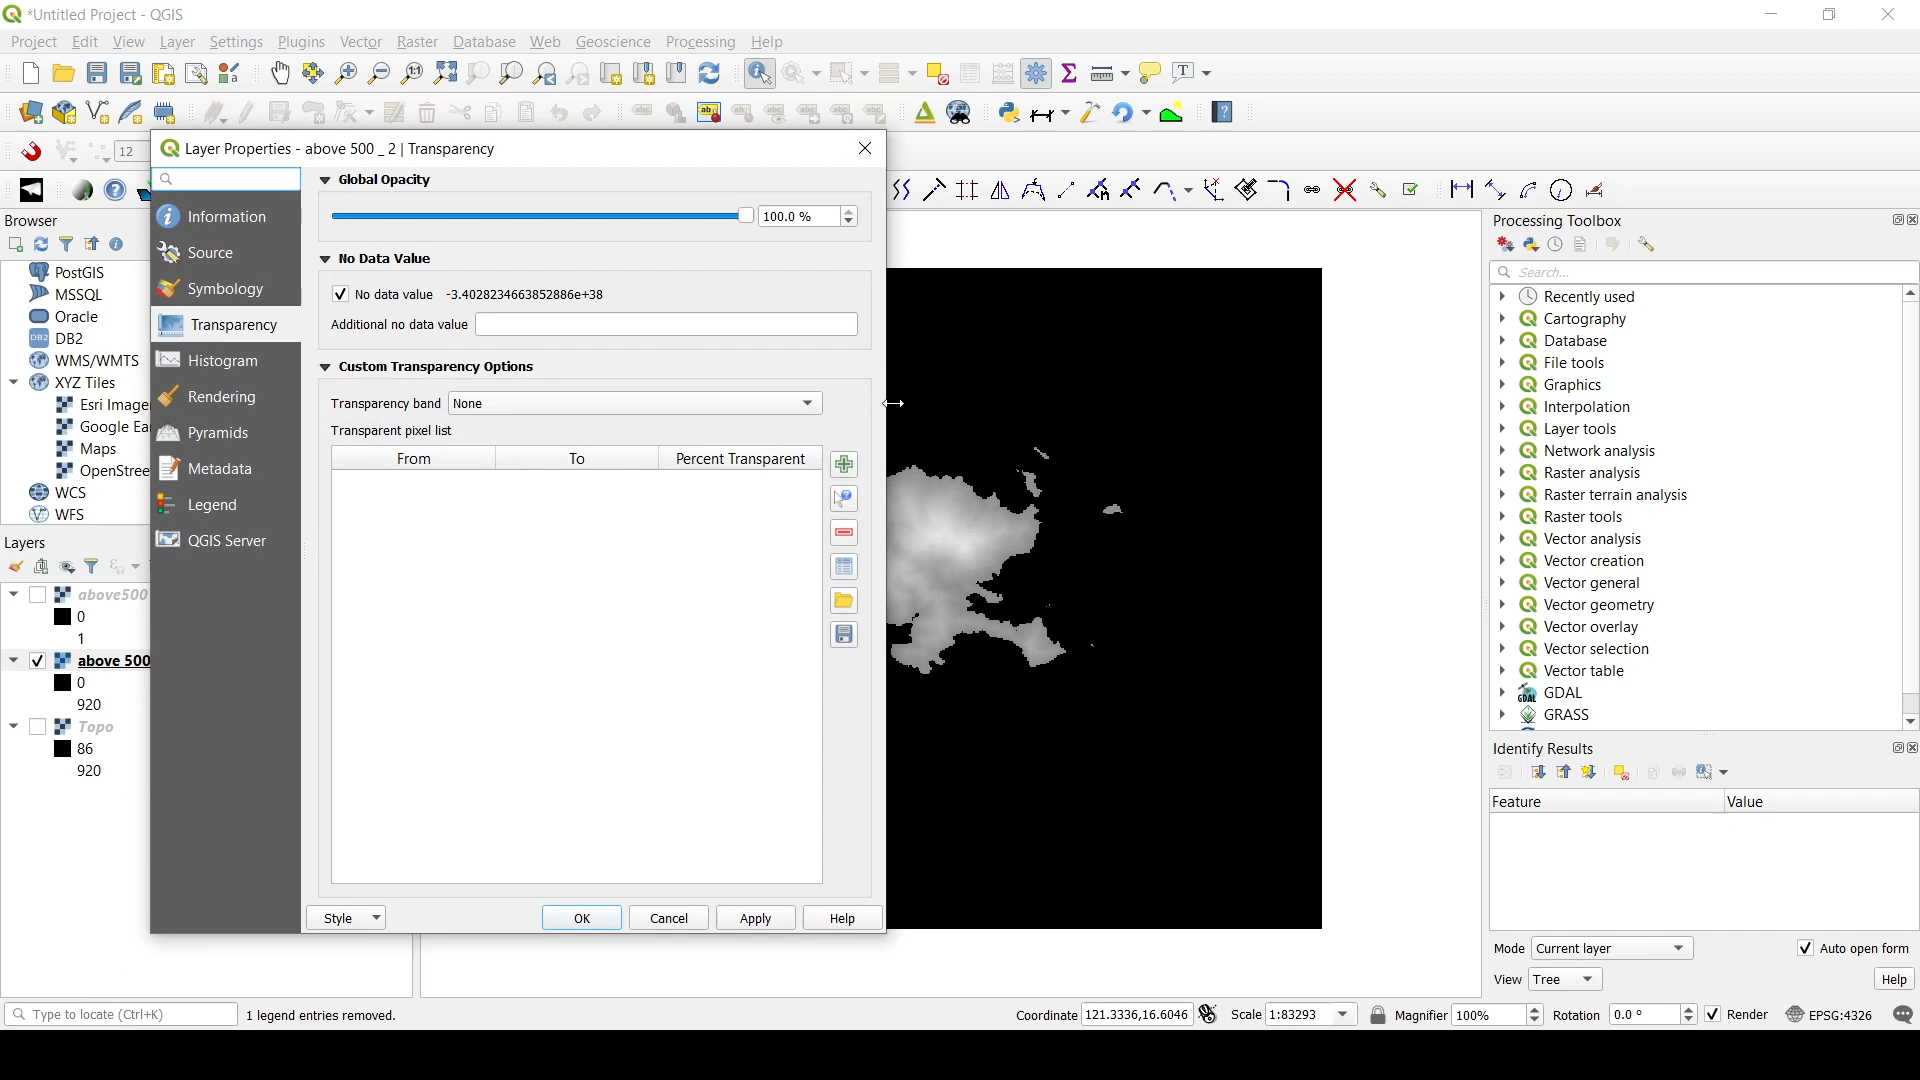 *Untitled Project - QGIS
Project Edit View Layer Settings Plugins Vector Raster Database Web Geoscience Processing Help
12
Layer Properties - above 500 _ 2 | Transparency
Information
Source
Symbology
Transparency
Histogram
Rendering
Pyramids
Metadata
Legend
QGIS Server
Global Opacity
100,0 %
No Data Value
No data value -3.4028234663852886e+38
Additional no data value
Custom Transparency Options
Transparency band None
Transparent pixel list
From To Percent Transparent
Style OK Cancel Apply Help
Browser
PostGIS
MSSQL
Oracle
DB2
WMS/WMTS
XYZ Tiles
Esri Image
Google Ea
Maps
OpenStree
WCS
WFS
Layers
above500
0
1
above 500
0
920
Topo
86
920
Processing Toolbox
Search...
Recently used
Cartography
Database
File tools
Graphics
Interpolation
Layer tools
Network analysis
Raster analysis
Raster terrain analysis
Raster tools
Vector analysis
Vector creation
Vector general
Vector geometry
Vector overlay
Vector selection
Vector table
GDAL
GRASS
Identify Results
Feature Value
Mode Current layer Auto open form
View Tree Help
Type to locate (Ctrl+K) 1 legend entries removed. Coordinate 121.3336,16.6046 Scale 1:83293 Magnifier 100% Rotation 0.0 ° Render EPSG:4326